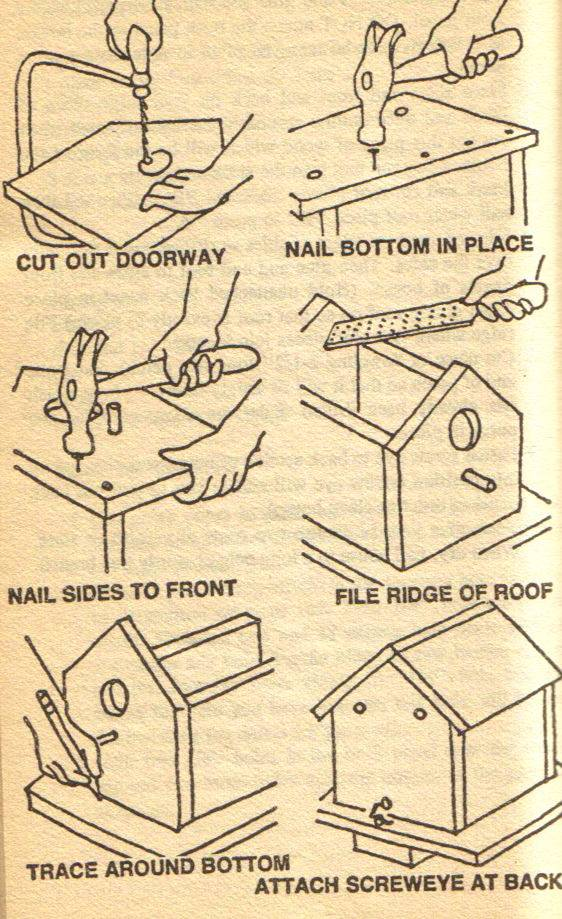 CUT OUT DOORWAY
NAIL BOTTOM IN PLACE
NAIL SIDES TO FRONT
FILE RIDGE OF ROOF
TRACE AROUND BOTTOM
ATTACH SCREWEYE AT BACK